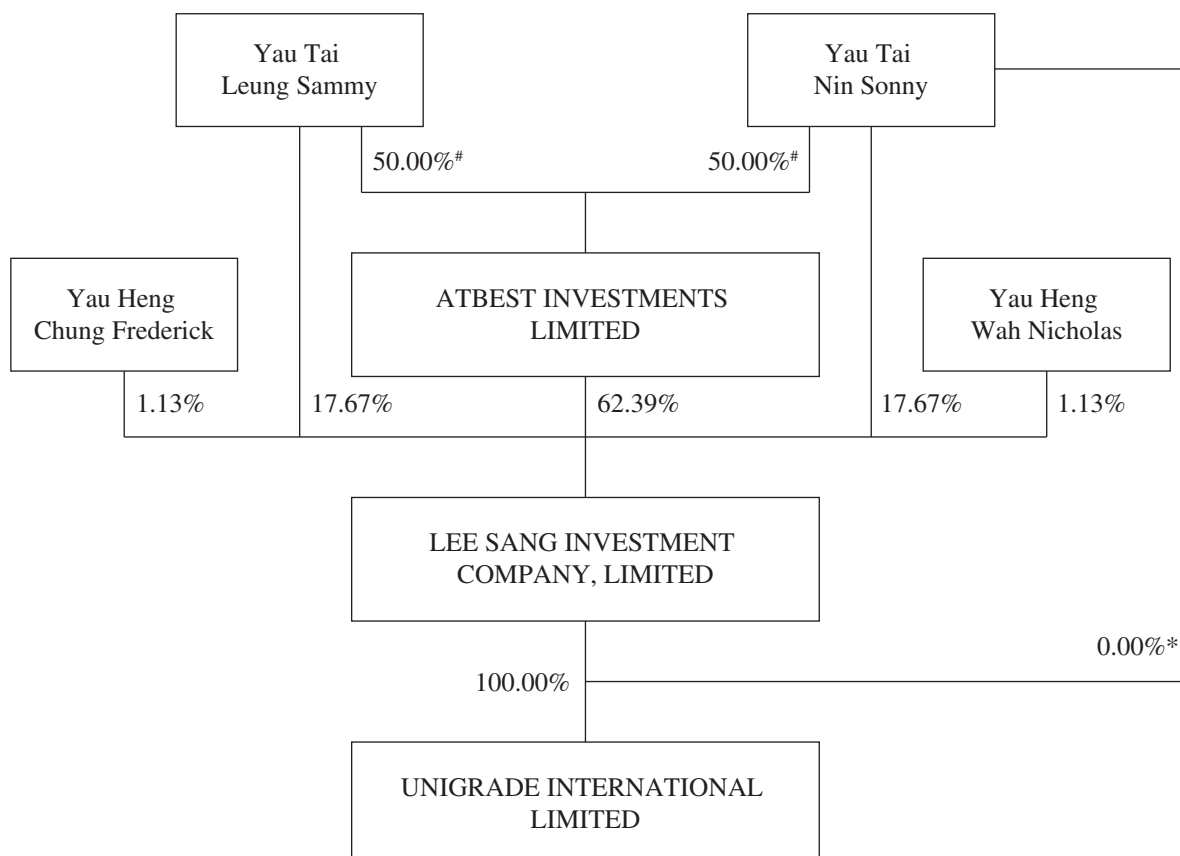 Yau Tai
Leung Sammy
Yau Tai
Nin Sonny
50.00%#
50.00%#
Yau Heng
Chung Frederick
ATBEST INVESTMENTS
LIMITED
Yau Heng
Wah Nicholas
1.13%
17.67%
62.39%
17.67%
1.13%
LEE SANG INVESTMENT
COMPANY, LIMITED
0.00%*
100.00%
UNIGRADE INTERNATIONAL
LIMITED